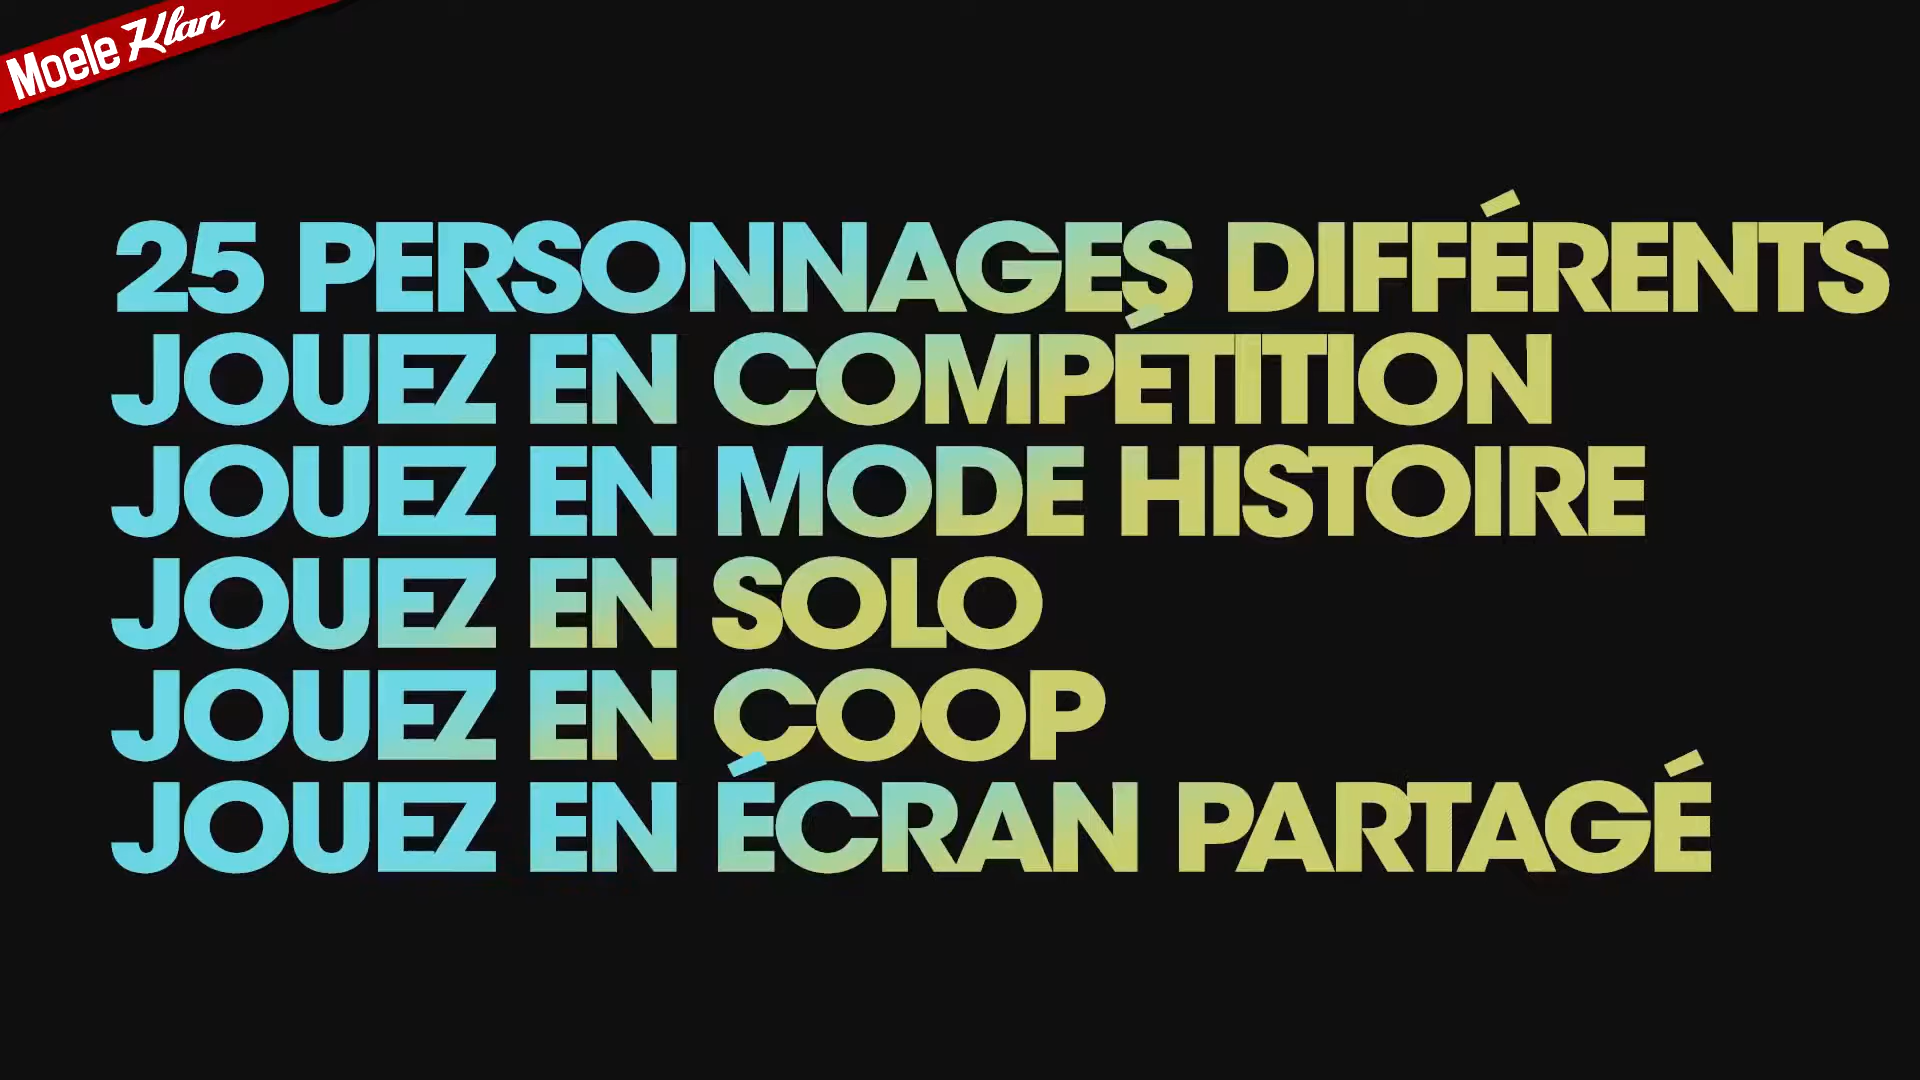 Moele Klan
25 PERSONNAGES DIFFÉRENTS
JOUEZ EN COMPÉTITION
JOUEZ EN MODE HISTOIRE
JOUEZ EN SOLO
JOUEZ EN COOP
JOUEZ EN ÉCRAN PARTAGÉ